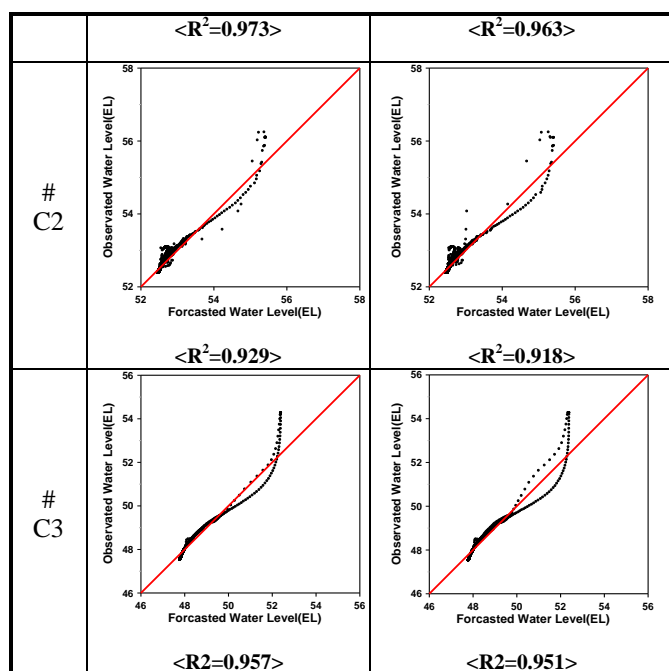 <R²=0.973> <R²=0.963>
# C2
Observated Water Level(EL)
58
56
54
52
52 54 56 58
Forcasted Water Level(EL)
<R²=0.929>
Observated Water Level(EL)
58
56
54
52
52 54 56 58
Forcasted Water Level(EL)
<R²=0.918>
# C3
Observated Water Level(EL)
56
54
52
50
48
46
46 48 50 52 54 56
Forcasted Water Level(EL)
<R2=0.957>
Observated Water Level(EL)
56
54
52
50
48
46
46 48 50 52 54 56
Forcasted Water Level(EL)
<R2=0.951>